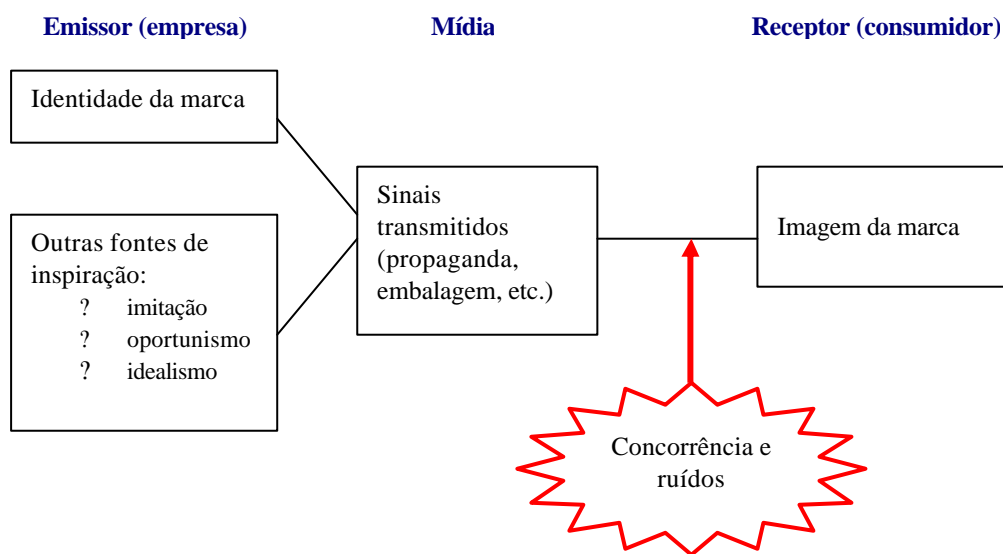 Emissor (empresa)
Mídia
Receptor (consumidor)
Identidade da marca
Outras fontes de
inspiração:
? imitação
? oportunismo
? idealismo
Sinais
transmitidos
(propaganda,
embalagem, etc.)
Imagem da marca
Concorrência e
ruídos